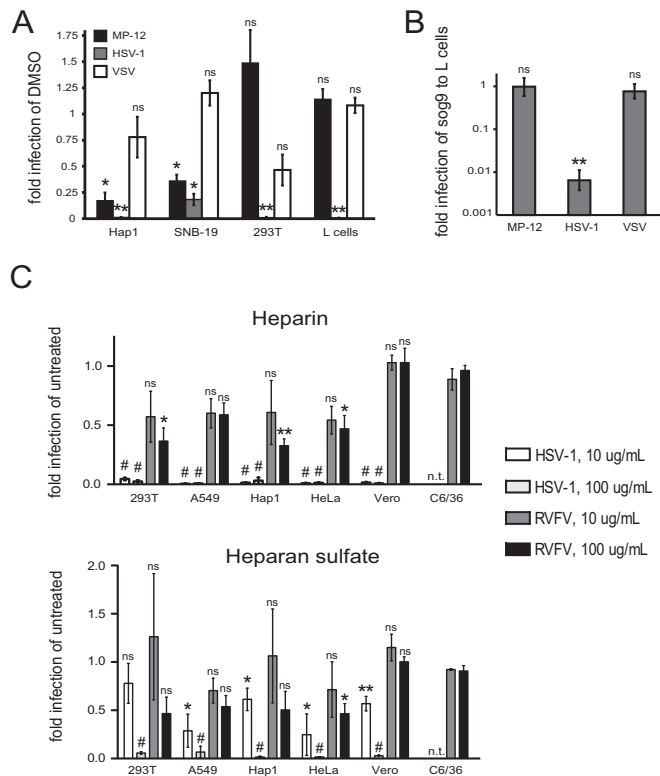 A
fold infection of DMSO
1.75
1.5
1.25
1
0.75
0.5
0.25
0
MP-12
HSV-1
VSV
*
**
ns
*
*
ns
ns
**
ns
ns
**
ns
Hap1 SNB-19 293T L cells
B
fold infection of sog9 to L cells
1
0.1
0.01
0.001
ns
**
ns
MP-12 HSV-1 VSV
C
Heparin
fold infection of untreated
1.0
0.5
0.0
# # ns *
# # ns ns
# # ns **
# # ns *
# # ns ns
n.t.
293T A549 Hap1 HeLa Vero C6/36
HSV-1, 10 ug/mL
HSV-1, 100 ug/mL
RVFV, 10 ug/mL
RVFV, 100 ug/mL
Heparan sulfate
fold infection of untreated
2.0
1.5
1.0
0.5
0.0
ns # ns ns
* # ns ns
* # ns ns
* # ns *
** # ns ns
n.t.
293T A549 Hap1 HeLa Vero C6/36